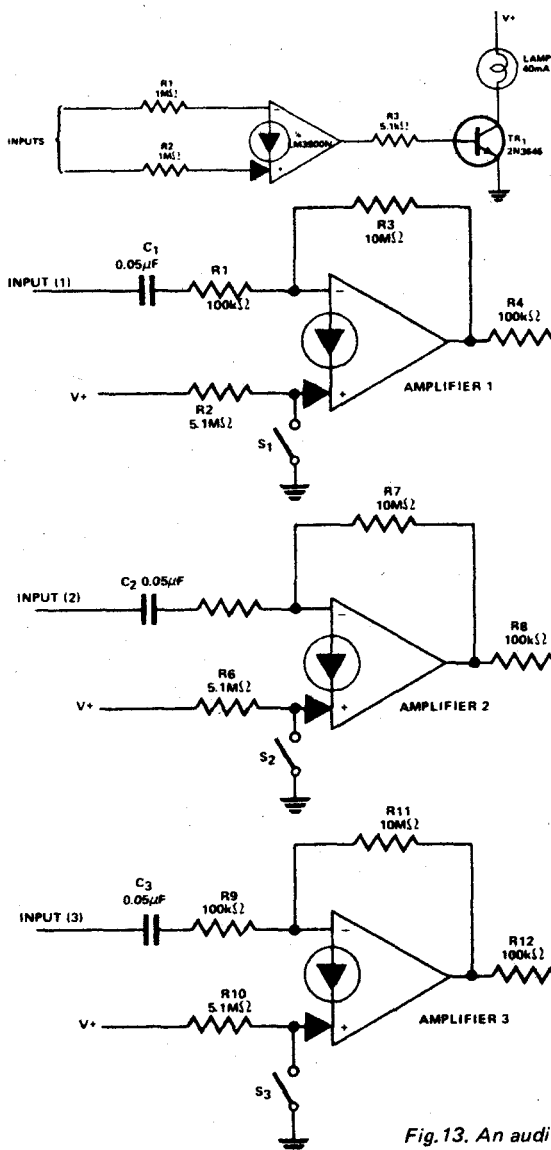 V+
LAMP
40mA
R1
1MΩ
INPUTS
R2
1MΩ
-
+
¼
LM3900N
R3
5.1kΩ
TR1
2N3646
R3
10MΩ
C1
0.05µF
R1
100kΩ
INPUT (1)
-
+
R4
100kΩ
AMPLIFIER 1
V+
R2
5.1MΩ
S1
R7
10MΩ
C2 0.05µF
INPUT (2)
-
+
R8
100kΩ
R6
5.1MΩ
V+
AMPLIFIER 2
S2
R11
10MΩ
C3
0.05µF
R9
100kΩ
INPUT (3)
-
+
R12
100kΩ
R10
5.1MΩ
V+
AMPLIFIER 3
S3
Fig.13. An audi